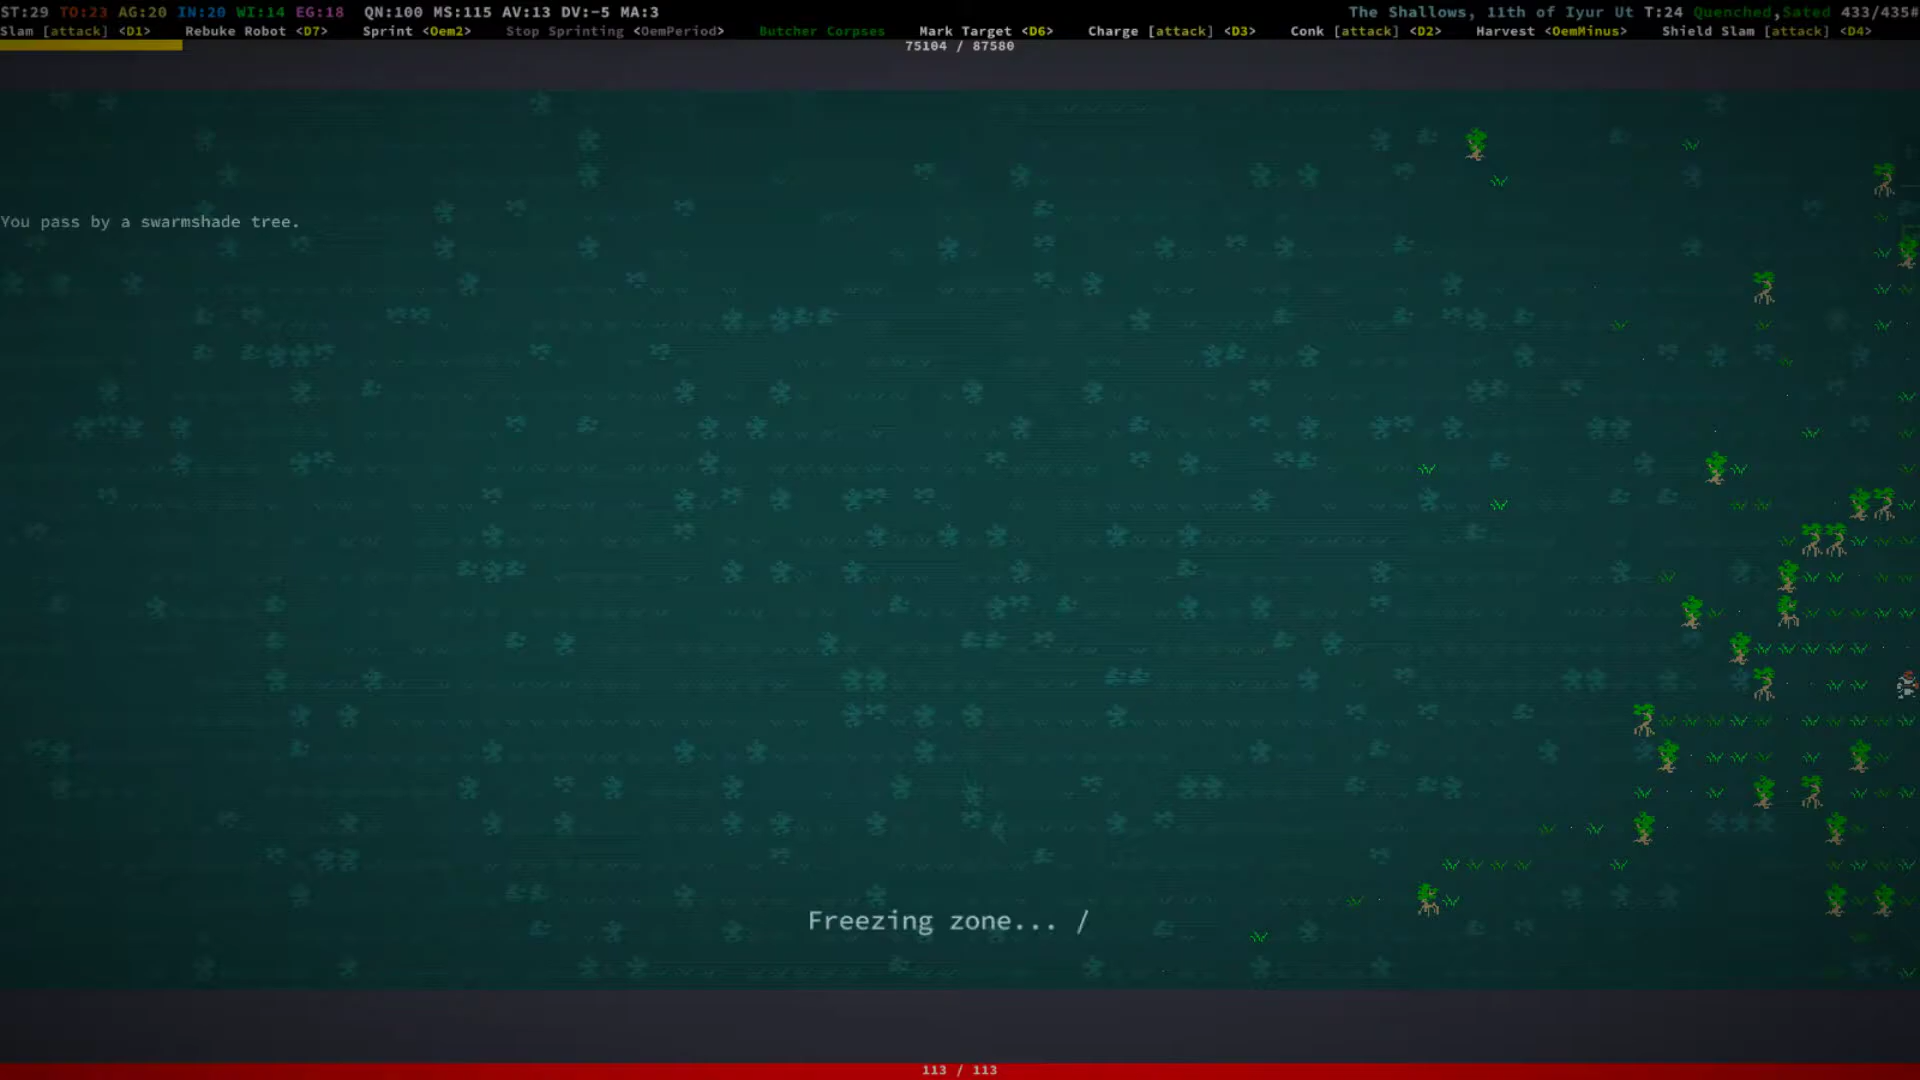 ST:29 TO:23 AG:20 IN:20 WI:14 EG:18 QN:100 MS:115 AV:13 DV:-5 MA:3 The Shallows, 11th of Iyur Ut T:24 Quenched,Sated 433/435#
Slam [attack] <D1> Rebuke Robot <D7> Sprint <Oem2> Stop Sprinting <OemPeriod> Butcher Corpses Mark Target <D6> Charge [attack] <D3> Conk [attack] <D2> Harvest <OemMinus> Shield Slam [attack] <D4>
75104 / 87580
You pass by a swarmshade tree.
Freezing zone... /
113 / 113